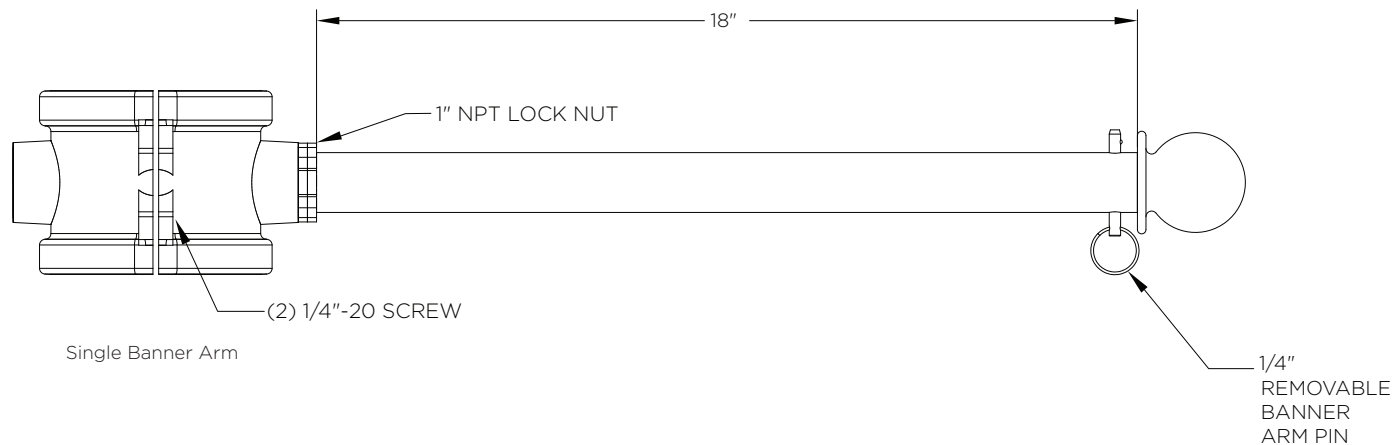 18"
1" NPT LOCK NUT
(2) 1/4"-20 SCREW
Single Banner Arm
1/4"
REMOVABLE
BANNER
ARM PIN